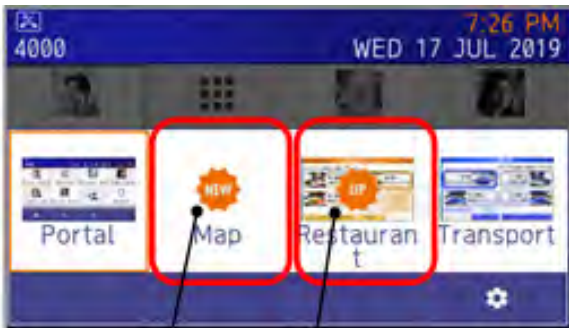 7:26 PM
4000
WED 17 JUL 2019
NEW
UP
Portal
Map
Restauran
t
Transport